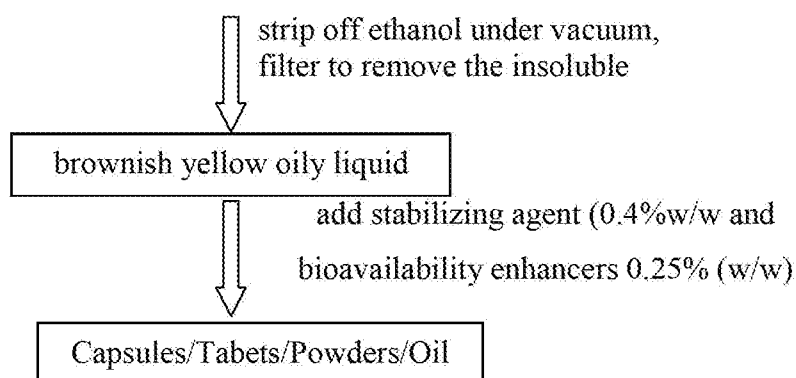 strip off ethanol under vacuum,
filter to remove the insoluble
brownish yellow oily liquid
add stabilizing agent (0.4%w/w and
bioavailability enhancers 0.25% (w/w)
Capsules/Tabets/Powders/Oil